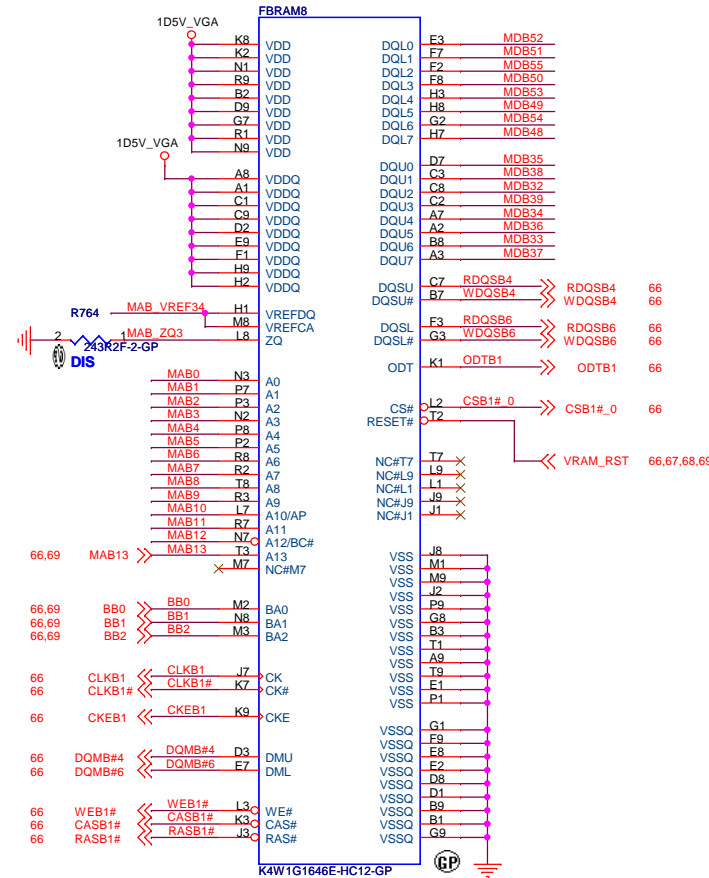 FBRAM8
1D5V_VGA
K8 VDD DQL0 E3 MDB52
K2 VDD DQL1 F7 MDB51
N1 VDD DQL2 F2 MDB55
R9 VDD DQL3 F8 MDB50
B2 VDD DQL4 H3 MDB53
D9 VDD DQL5 H8 MDB49
G7 VDD DQL6 G2 MDB54
R1 VDD DQL7 H7 MDB48
N9 VDD
1D5V_VGA
A8 VDDQ DQU0 D7 MDB35
A1 VDDQ DQU1 C3 MDB38
C1 VDDQ DQU2 C8 MDB32
C9 VDDQ DQU3 C2 MDB39
D2 VDDQ DQU4 A7 MDB34
E9 VDDQ DQU5 A2 MDB36
F1 VDDQ DQU6 B8 MDB33
H9 VDDQ DQU7 A3 MDB37
H2 VDDQ
DQSU C7 RDQSB4 RDQSB4 66
DQSU# B7 WDQSB4 WDQSB4 66
R764 MAB_VREF34 H1 VREFDQ
M8 VREFCA
DQSL F3 RDQSB6 RDQSB6 66
DQSL# G3 WDQSB6 WDQSB6 66
2 1 MAB_ZQ3 L8 ZQ
243R2F-2-GP
DIS
ODT K1 ODTB1 ODTB1 66
MAB0 N3 A0
MAB1 P7 A1
MAB2 P3 A2
MAB3 N2 A3
MAB4 P8 A4
MAB5 P2 A5
MAB6 R8 A6
MAB7 R2 A7
MAB8 T8 A8
MAB9 R3 A9
MAB10 L7 A10/AP
MAB11 R7 A11
MAB12 N7 A12/BC#
66,69 MAB13 MAB13 T3 A13
M7 NC#M7
CS# L2 CSB1#_0 CSB1#_0 66
RESET# T2
VRAM_RST 66,67,68,69
NC#T7 T7
NC#L9 L9
NC#L1 L1
NC#J9 J9
NC#J1 J1
66,69 BB0 BB0 M2 BA0
66,69 BB1 BB1 N8 BA1
66,69 BB2 BB2 M3 BA2
66 CLKB1 CLKB1 J7 CK
66 CLKB1# CLKB1# K7 CK#
66 CKEB1 CKEB1 K9 CKE
66 DQMB#4 DQMB#4 D3 DMU
66 DQMB#6 DQMB#6 E7 DML
66 WEB1# WEB1# L3 WE#
66 CASB1# CASB1# K3 CAS#
66 RASB1# RASB1# J3 RAS#
VSS J8
VSS M1
VSS M9
VSS J2
VSS P9
VSS G8
VSS B3
VSS T1
VSS A9
VSS T9
VSS E1
VSS P1
VSSQ G1
VSSQ F9
VSSQ E8
VSSQ E2
VSSQ D8
VSSQ D1
VSSQ B9
VSSQ B1
VSSQ G9
K4W1G1646E-HC12-GP
GP